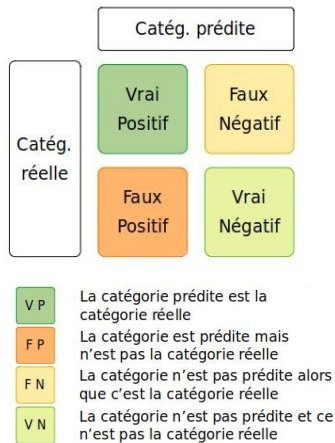 Catég. prédite
Catég.
réelle
Vrai
Positif
Faux
Négatif
Faux
Positif
Vrai
Négatif
V P
La catégorie prédite est la
catégorie réelle
F P
La catégorie est prédite mais
n'est pas la catégorie réelle
F N
La catégorie n'est pas prédite alors
que c'est la catégorie réelle
V N
La catégorie n'est pas prédite et ce
n'est pas la catégorie réelle